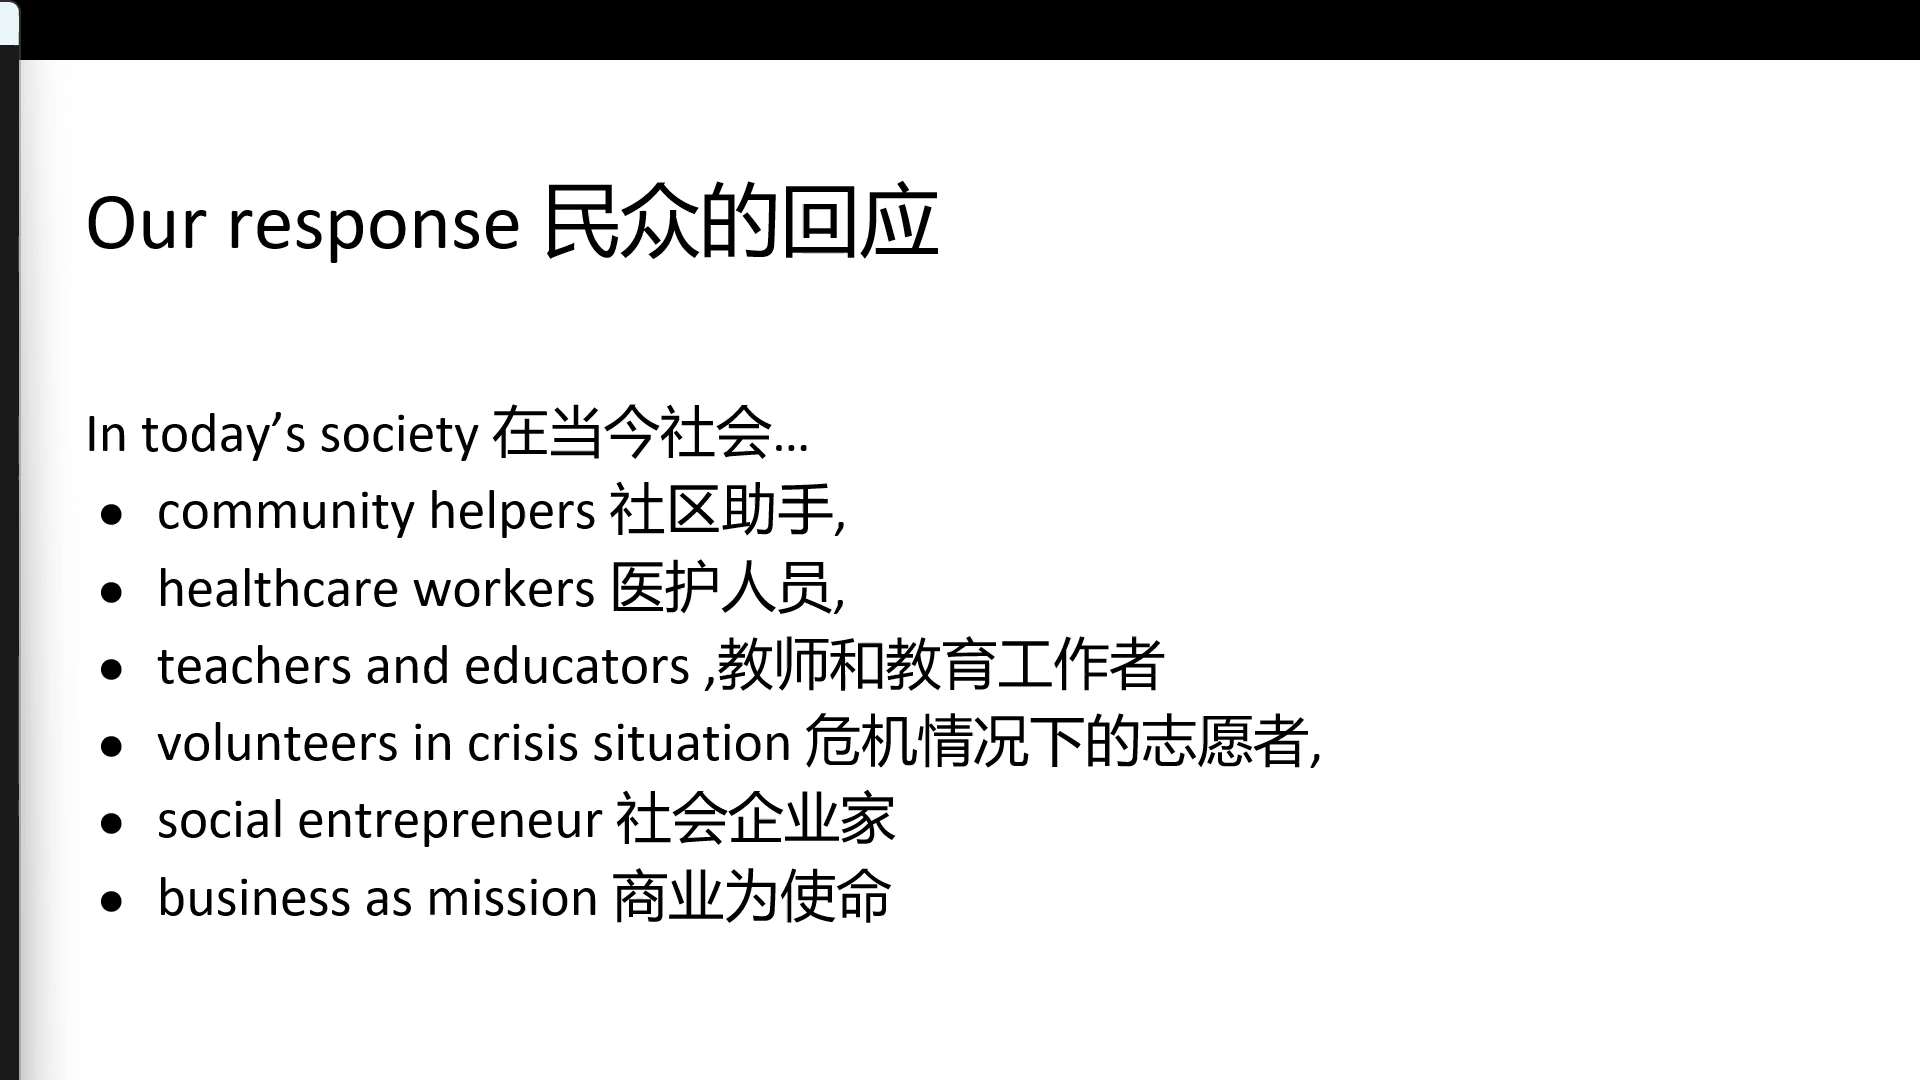 Our response 民众的回应
In today’s society 在当今社会...
● community helpers 社区助手,
● healthcare workers 医护人员,
● teachers and educators ,教师和教育工作者
● volunteers in crisis situation 危机情况下的志愿者,
● social entrepreneur 社会企业家
● business as mission 商业为使命